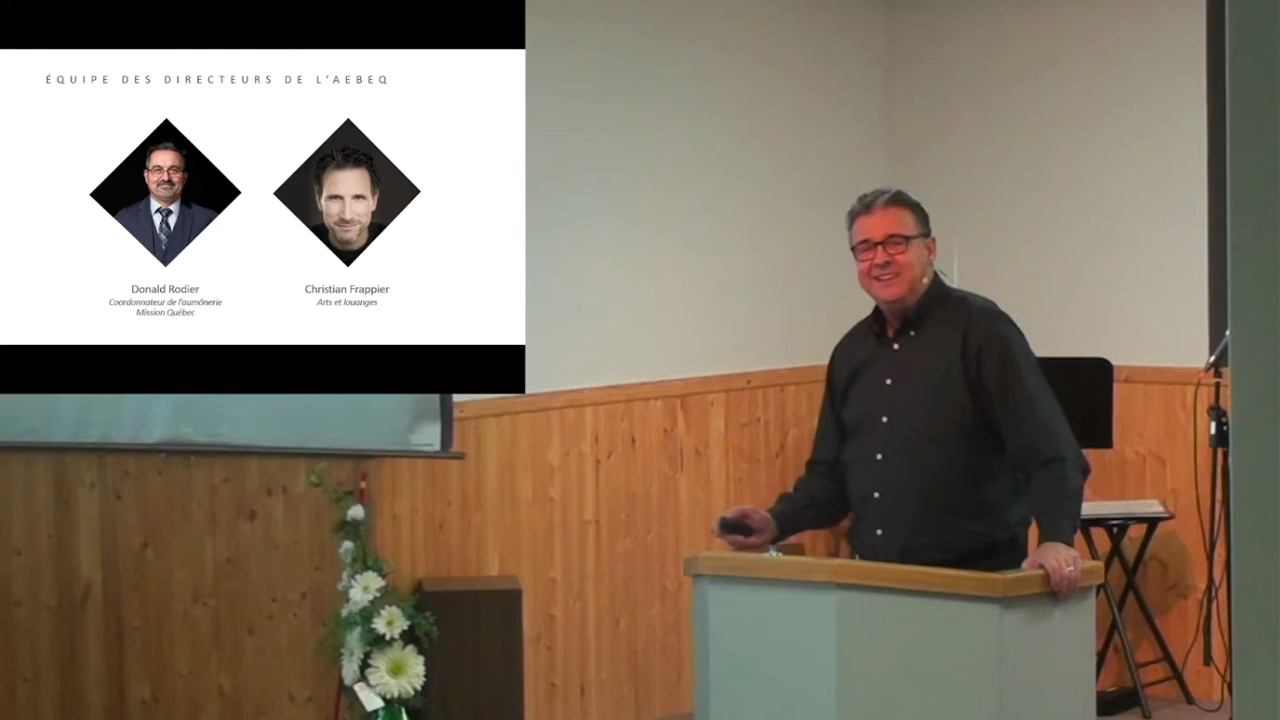 ÉQUIPE DES DIRECTEURS DE L'AEBEQ
Donald Rodier
Coordonnateur de l'aumônerie
Mission Québec
Christian Frappier
Arts et louanges